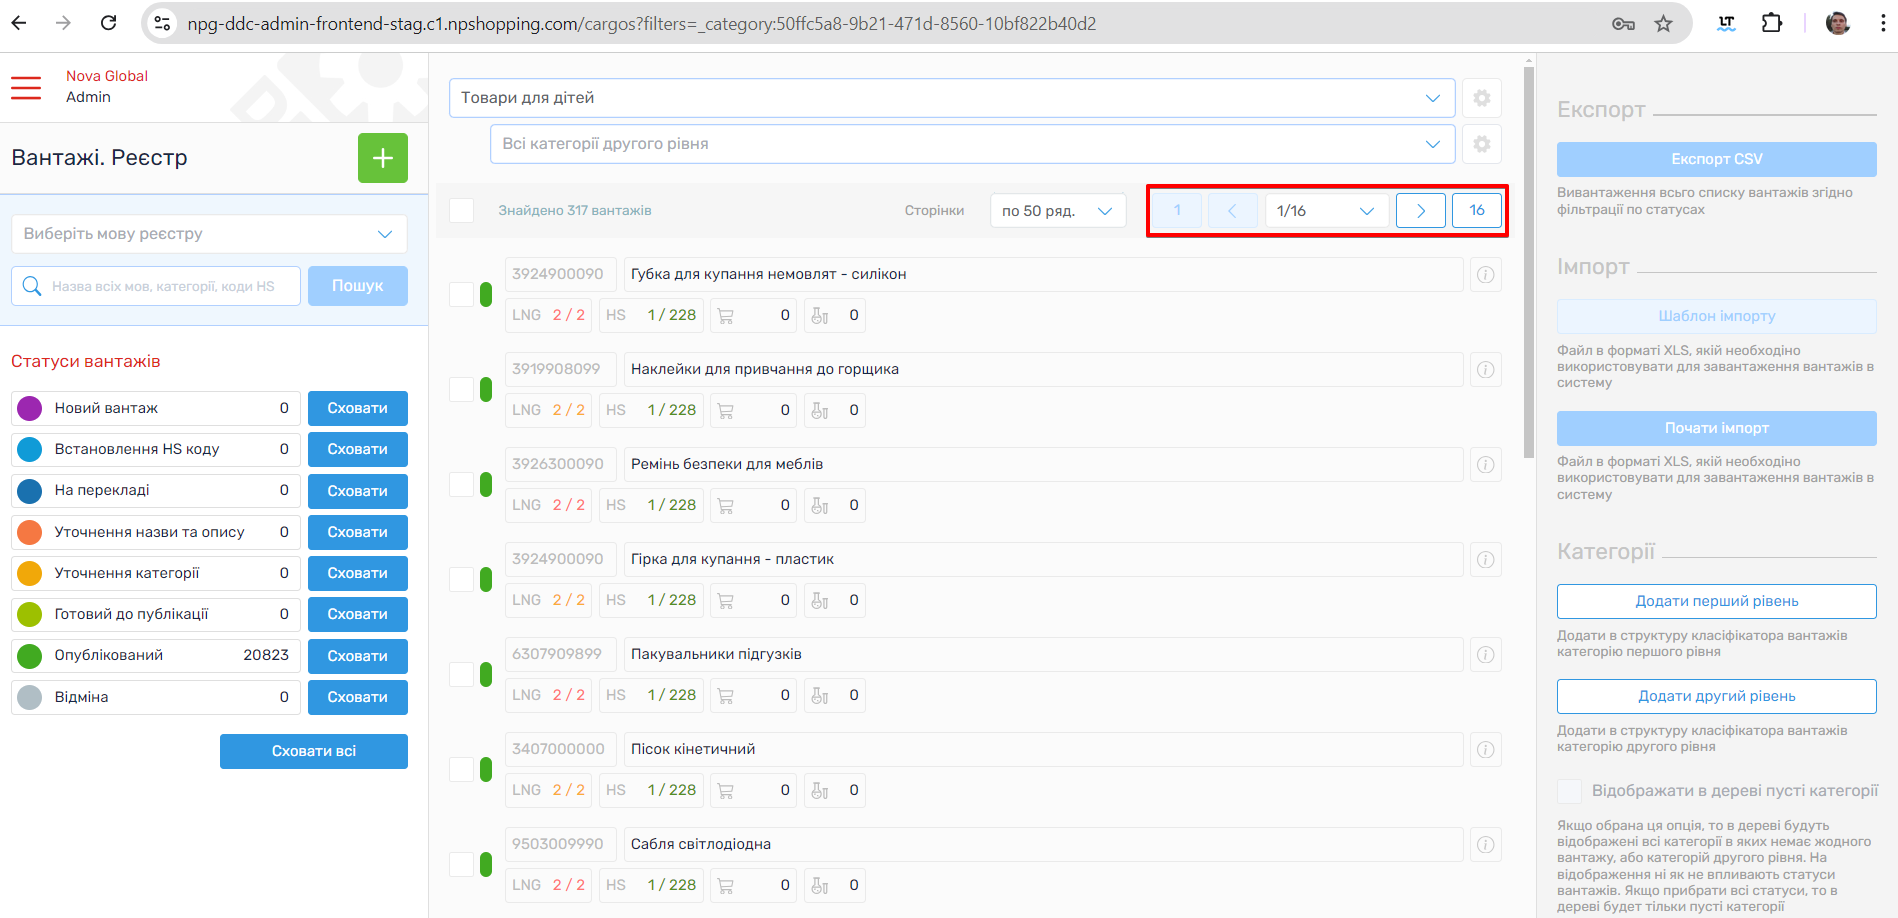 npg-ddc-admin-frontend-stag.c1.npshopping.com/cargos?filters=_category:50ffc5a8-9b21-471d-8560-10bf822b40d2
LT
Nova Global
Admin
Вантажі. Реєстр
+
Виберіть мову реєстру
Назва всіх мов, категорії, коди HS
Пошук
Статуси вантажів
Новий вантаж 0 Сховати
Встановлення HS коду 0 Сховати
На перекладі 0 Сховати
Уточнення назви та опису 0 Сховати
Уточнення категорії 0 Сховати
Готовий до публікації 0 Сховати
Опублікований 20823 Сховати
Відміна 0 Сховати
Сховати всі
Товари для дітей
Всі категорії другого рівня
Знайдено 317 вантажів
Сторінки
по 50 ряд.
1
1/16
16
3924900090 Губка для купання немовлят - силікон
LNG 2 / 2 HS 1 / 228 0 0
3919908099 Наклейки для привчання до горщика
LNG 2 / 2 HS 1 / 228 0 0
3926300090 Ремінь безпеки для меблів
LNG 2 / 2 HS 1 / 228 0 0
3924900090 Гірка для купання - пластик
LNG 2 / 2 HS 1 / 228 0 0
6307909899 Пакувальники підгузків
LNG 2 / 2 HS 1 / 228 0 0
3407000000 Пісок кінетичний
LNG 2 / 2 HS 1 / 228 0 0
9503009990 Сабля світлодіодна
LNG 2 / 2 HS 1 / 228 0 0
Експорт
Експорт CSV
Вивантаження всьго списку вантажів згідно
фільтрації по статусах
Імпорт
Шаблон імпорту
Файл в форматі XLS, якій необходіно
використовувати для завантаження вантажів в
систему
Почати імпорт
Файл в форматі XLS, якій необходіно
використовувати для завантаження вантажів в
систему
Категорії
Додати перший рівень
Додати в структуру класіфікатора вантажів
категорію першого рівня
Додати другий рівень
Додати в структуру класіфікатора вантажів
категорію другого рівня
Відображати в дереві пусті категорії
Якщо обрана ця опція, то в дереві будуть
відображені всі категорії в яких немає жодного
вантажу, або категорій другого рівня. На
відображення ні як не впливають статуси
вантажів. Якщо прибрати всі статуси, то в
дереві будет тільки пусті категорії